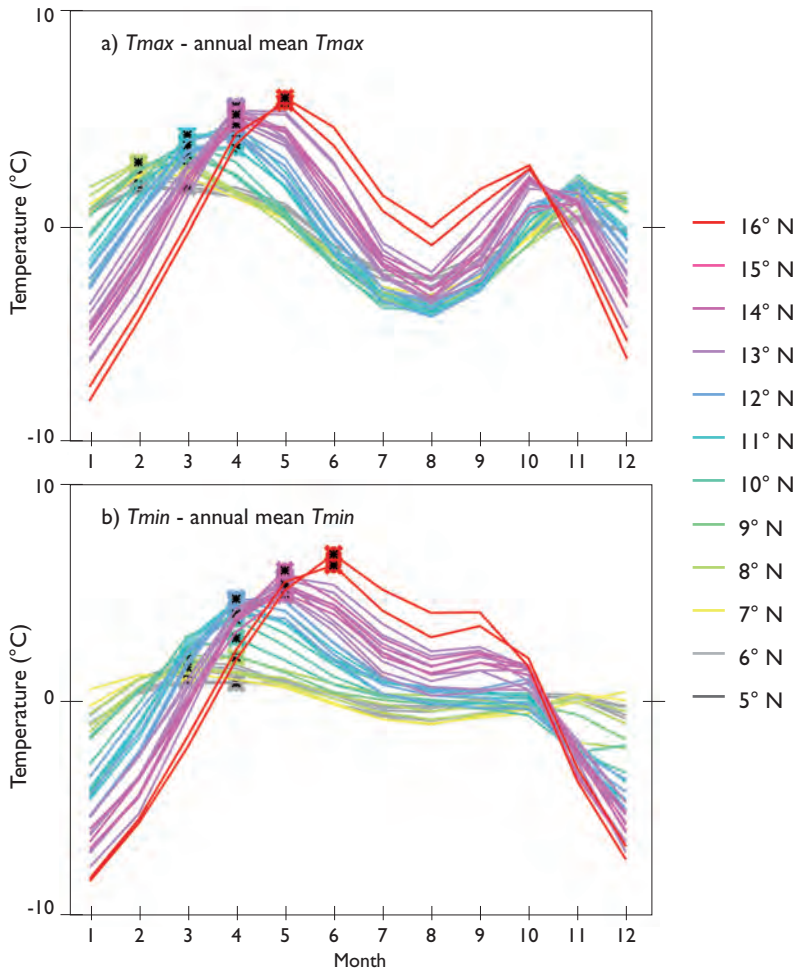 a) Tmax - annual mean Tmax
10
0
-10
Temperature (°C)
1 2 3 4 5 6 7 8 9 10 11 12
b) Tmin - annual mean Tmin
10
0
-10
Temperature (°C)
1 2 3 4 5 6 7 8 9 10 11 12
Month
16° N
15° N
14° N
13° N
12° N
11° N
10° N
9° N
8° N
7° N
6° N
5° N